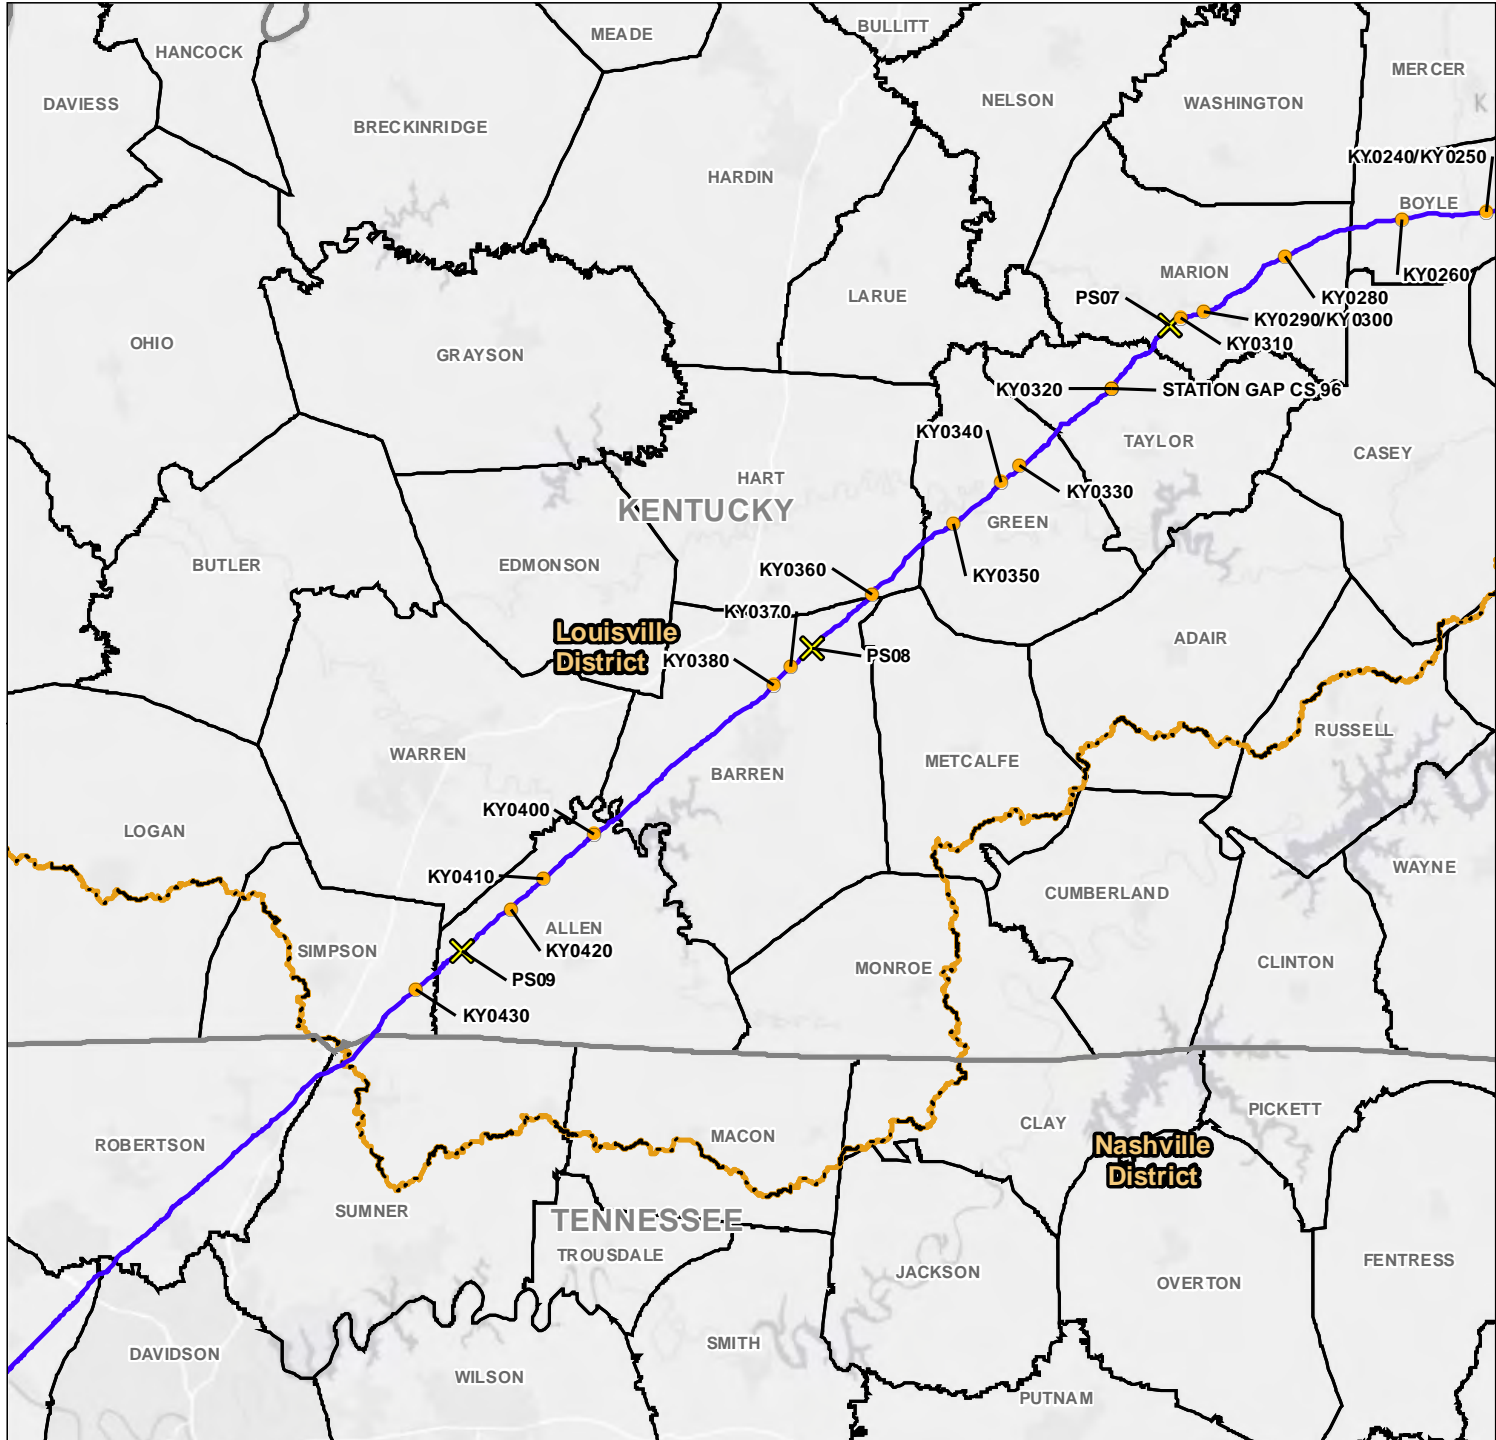 BULLITT
MEADE
HANCOCK
MERCER
DAVIESS
NELSON
WASHINGTON
K
BRECKINRIDGE
KY0240/KY0250
HARDIN
BOYLE
MARION
KY0260
LARUE
PS07
KY0280
KY0290/KY0300
OHIO
KY0310
GRAYSON
KY0320
STATION GAP CS 96
KY0340
TAYLOR
CASEY
HART
KY0330
KENTUCKY
GREEN
BUTLER
EDMONSON
KY0360
KY0350
KY0370
Louisville
District
ADAIR
KY0380
PS08
RUSSELL
WARREN
METCALFE
BARREN
KY0400
LOGAN
WAYNE
KY0410
CUMBERLAND
ALLEN
SIMPSON
KY0420
CLINTON
MONROE
PS09
KY0430
PICKETT
CLAY
MACON
ROBERTSON
Nashville
District
SUMNER
TENNESSEE
TROUSDALE
FENTRESS
JACKSON
OVERTON
SMITH
DAVIDSON
WILSON
PUTNAM